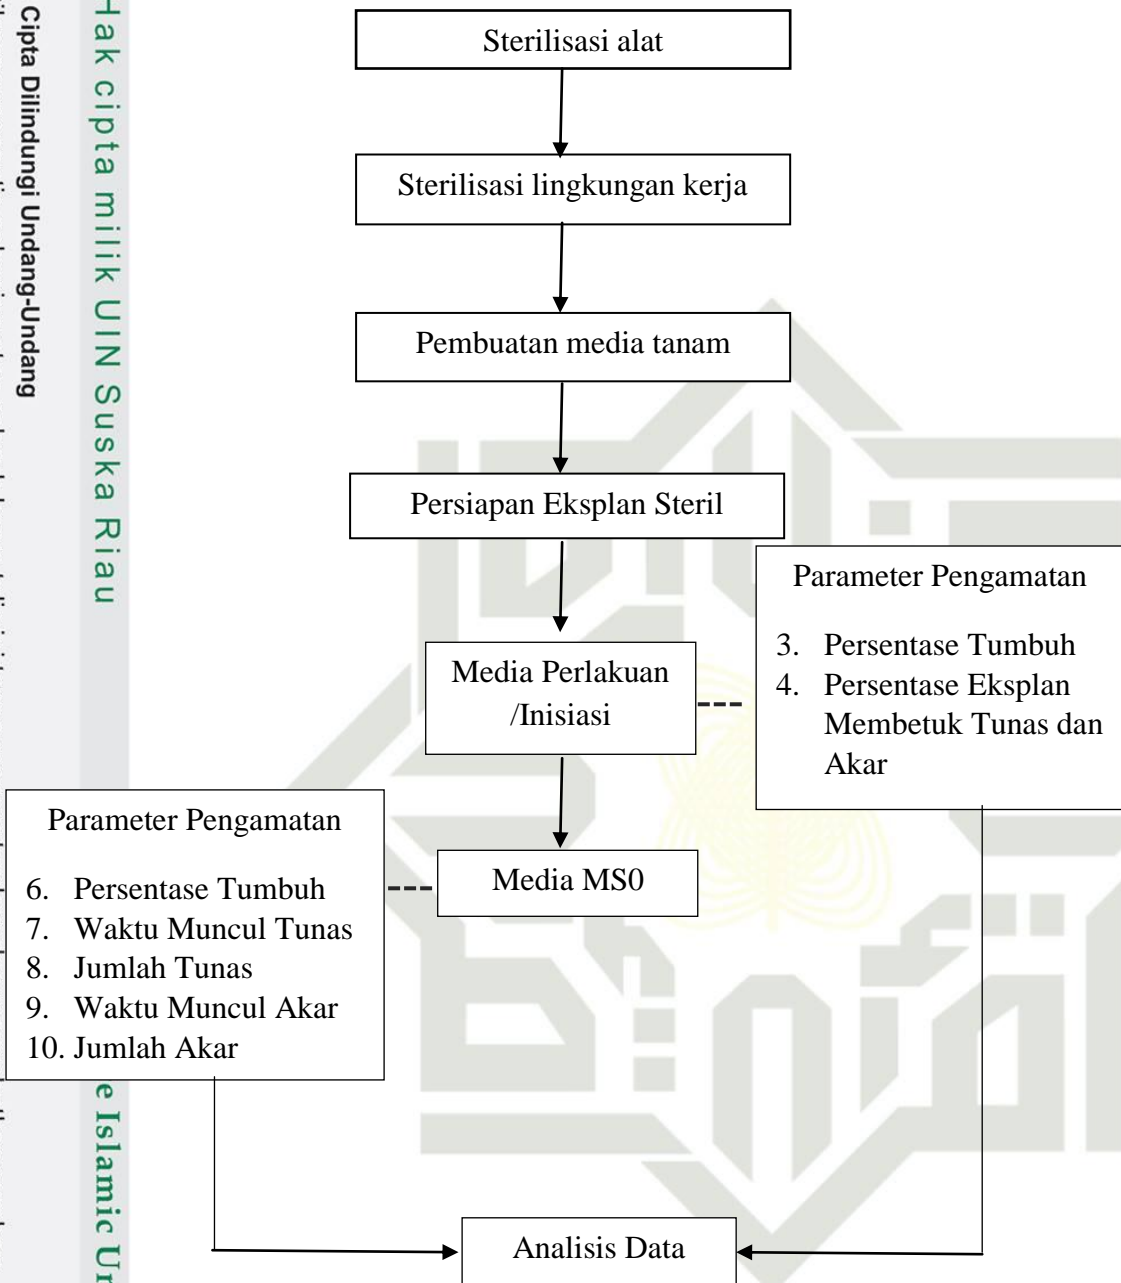 Hak cipta milik UIN Suska Riau
Cipta Dilindungi Undang-Undang
Sterilisasi alat
Sterilisasi lingkungan kerja
Pembuatan media tanam
Persiapan Eksplan Steril
Parameter Pengamatan
3. Persentase Tumbuh
4. Persentase Eksplan
Membetuk Tunas dan
Akar
Media Perlakuan
/Inisiasi
Parameter Pengamatan
6. Persentase Tumbuh
7. Waktu Muncul Tunas
8. Jumlah Tunas
9. Waktu Muncul Akar
10. Jumlah Akar
Media MS0
e Islamic Un
Analisis Data